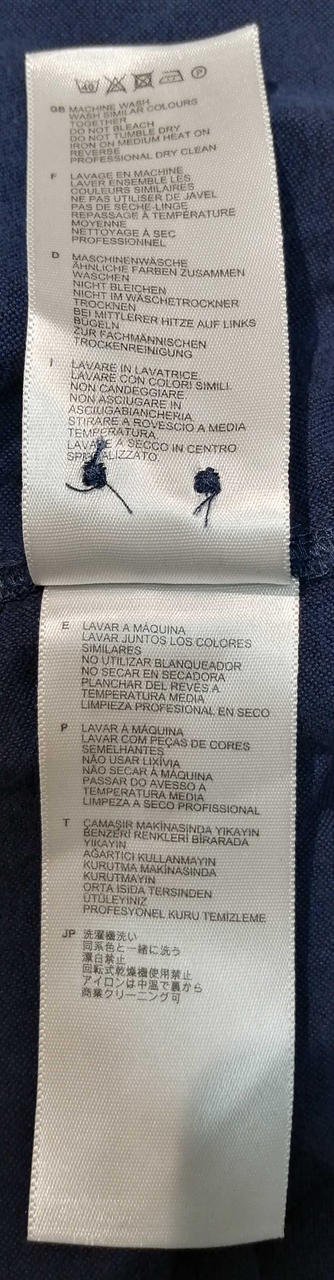 40 P
GB MACHINE WASH
WASH SIMILAR COLOURS
TOGETHER
DO NOT BLEACH
DO NOT TUMBLE DRY
IRON ON MEDIUM HEAT ON
REVERSE
PROFESSIONAL DRY CLEAN
F LAVAGE EN MACHINE
LAVER ENSEMBLE LES
COULEURS SIMILAIRES
NE PAS UTILISER DE JAVEL
PAS DE SÈCHE-LINGE
REPASSAGE À TEMPÉRATURE
MOYENNE
NETTOYAGE À SEC
PROFESSIONNEL
D MASCHINENWÄSCHE
ÄHNLICHE FARBEN ZUSAMMEN
WASCHEN
NICHT BLEICHEN
NICHT IM WÄSCHETROCKNER
TROCKNEN
BEI MITTLERER HITZE AUF LINKS
BÜGELN
ZUR FACHMÄNNISCHEN
TROCKENREINIGUNG
I LAVARE IN LAVATRICE.
LAVARE CON COLORI SIMILI.
NON CANDEGGIARE.
NON ASCIUGARE IN
ASCIUGABIANCHERIA
STIRARE A ROVESCIO A MEDIA
TEMPERATURA
LAVARE A SECCO IN CENTRO
SPECIALIZZATO.
E LAVAR A MÁQUINA
LAVAR JUNTOS LOS COLORES
SIMILARES
NO UTILIZAR BLANQUEADOR
NO SECAR EN SECADORA
PLANCHAR DEL REVÉS A
TEMPERATURA MEDIA
LIMPIEZA PROFESIONAL EN SECO
P LAVAR À MÁQUINA
LAVAR COM PEÇAS DE CORES
SEMELHANTES
NÃO USAR LIXÍVIA
NÃO SECAR À MÁQUINA
PASSAR DO AVESSO A
TEMPERATURA MEDIA
LIMPEZA A SECO PROFISSIONAL
T ÇAMAŞIR MAKİNASINDA YIKAYIN
BENZERİ RENKLERİ BİRARADA
YIKAYIN
AĞARTICI KULLANMAYIN
KURUTMA MAKİNASINDA
KURUTMAYIN
ORTA ISIDA TERSINDEN
ÜTÜLEYINIZ
PROFESYONEL KURU TEMİZLEME
JP 洗濯機洗い
同系色と一緒に洗う
漂白禁止
回転式乾燥機使用禁止
アイロンは中温で裏から
商業クリーニング可